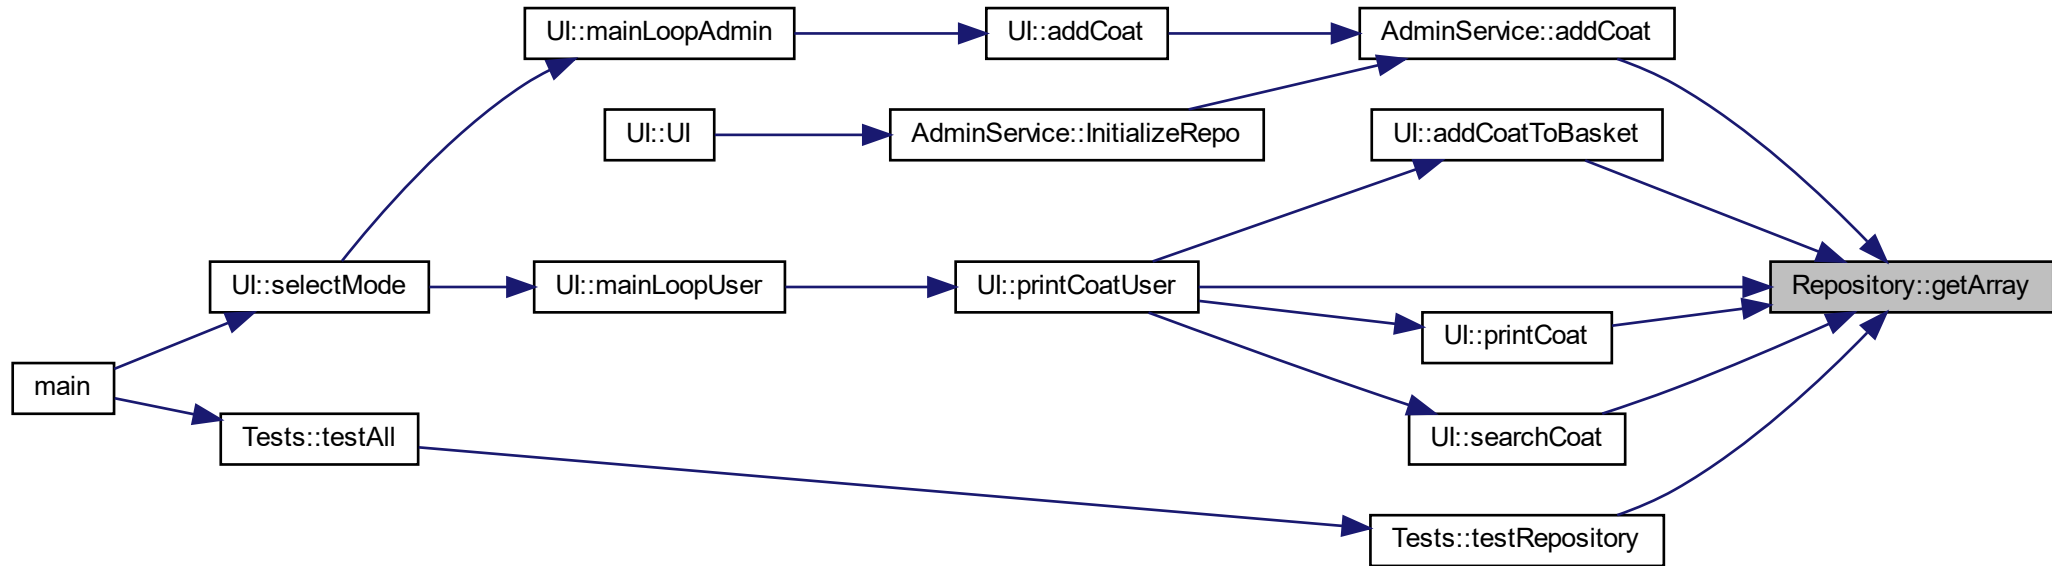 UI::mainLoopAdmin
UI::addCoat
AdminService::addCoat
UI::UI
AdminService::InitializeRepo
UI::addCoatToBasket
UI::selectMode
UI::mainLoopUser
UI::printCoatUser
Repository::getArray
UI::printCoat
main
Tests::testAll
UI::searchCoat
Tests::testRepository